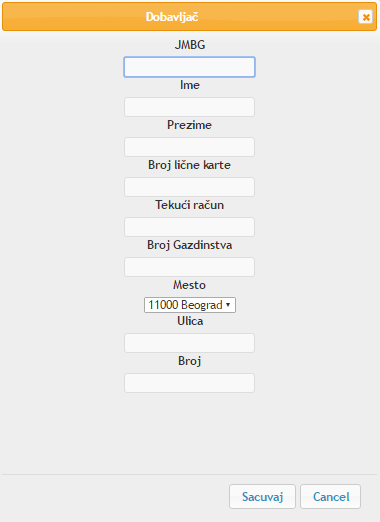 Dobavljač
JMBG
Ime
Prezime
Broj lične karte
Tekući račun
Broj Gazdinstva
Mesto
11000 Beograd
Ulica
Broj
Sacuvaj Cancel